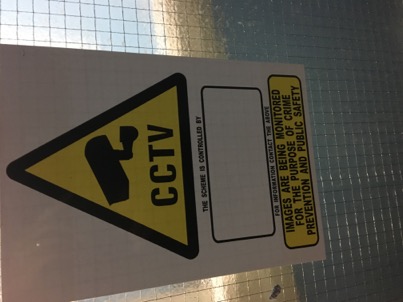 CCTV
THE SCHEME IS CONTROLLED BY
FOR INFORMATION CONTACT THE ABOVE
IMAGES ARE BEING MONITORED
FOR THE PURPOSE OF CRIME
PREVENTION AND PUBLIC SAFETY